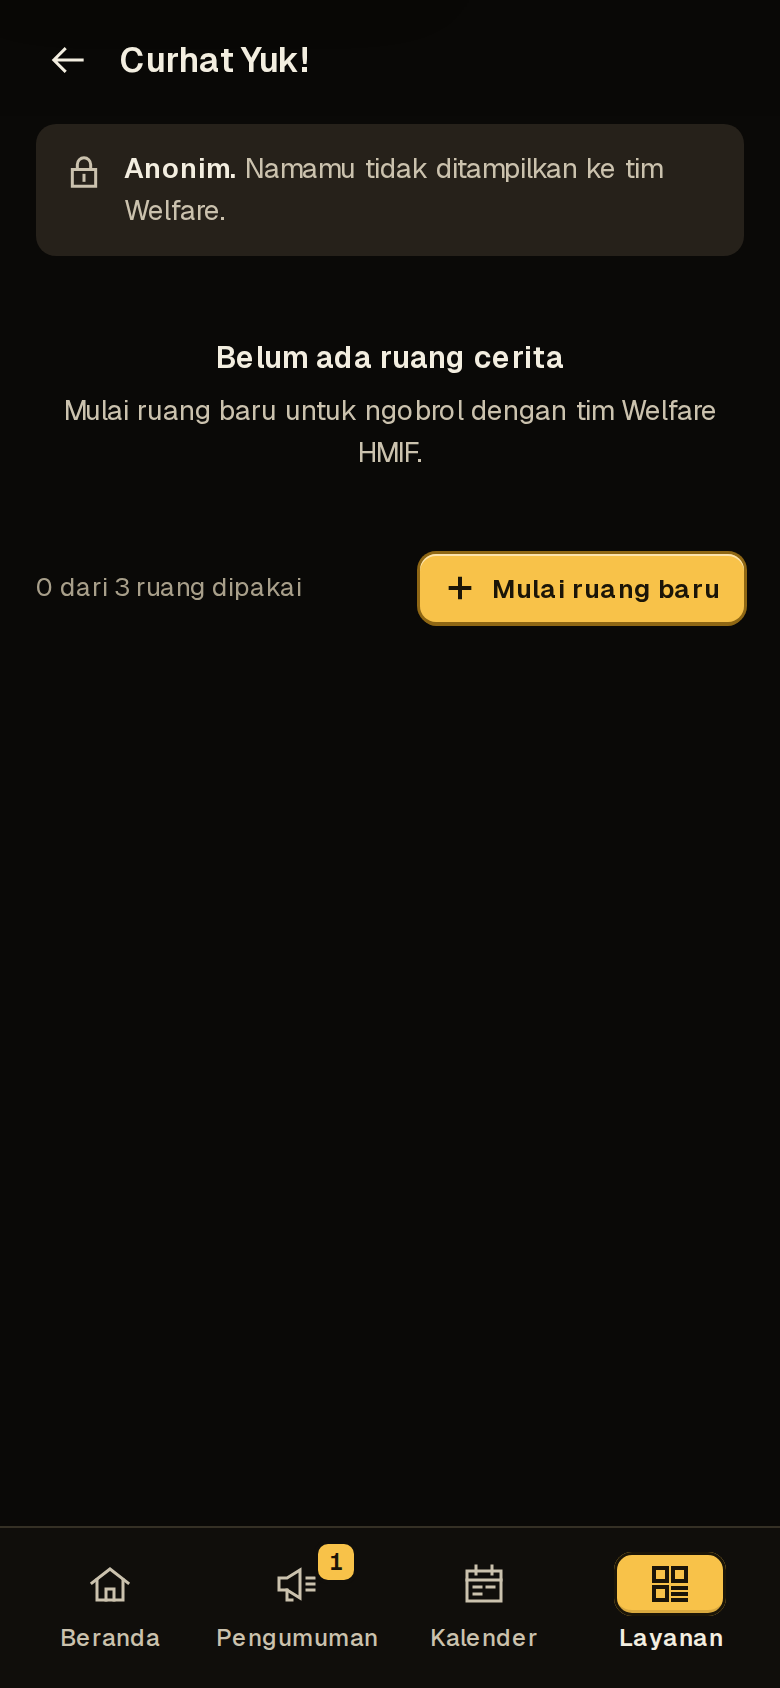 Curhat Yuk!
Anonim. Namamu tidak ditampilkan ke tim
Welfare.
Belum ada ruang cerita
Mulai ruang baru untuk ngobrol dengan tim Welfare
HMIF.
0 dari 3 ruang dipakai
Mulai ruang baru
1
Beranda
Pengumuman
Kalender
Layanan